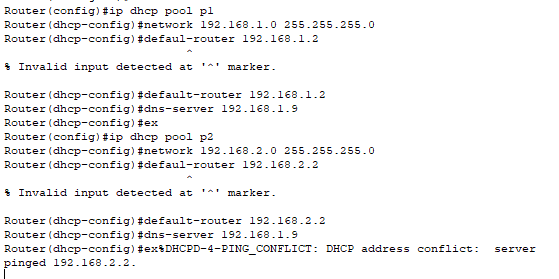 Router(config)#ip dhcp pool p1
Router(dhcp-config)#network 192.168.1.0 255.255.255.0
Router(dhcp-config)#defaul-router 192.168.1.2
^
% Invalid input detected at '^' marker.
Router(dhcp-config)#default-router 192.168.1.2
Router(dhcp-config)#dns-server 192.168.1.9
Router(dhcp-config)#ex
Router(config)#ip dhcp pool p2
Router(dhcp-config)#network 192.168.2.0 255.255.255.0
Router(dhcp-config)#defaul-router 192.168.2.2
^
% Invalid input detected at '^' marker.
Router(dhcp-config)#default-router 192.168.2.2
Router(dhcp-config)#dns-server 192.168.1.9
Router(dhcp-config)#ex%DHCPD-4-PING_CONFLICT: DHCP address conflict:  server
pinged 192.168.2.2.